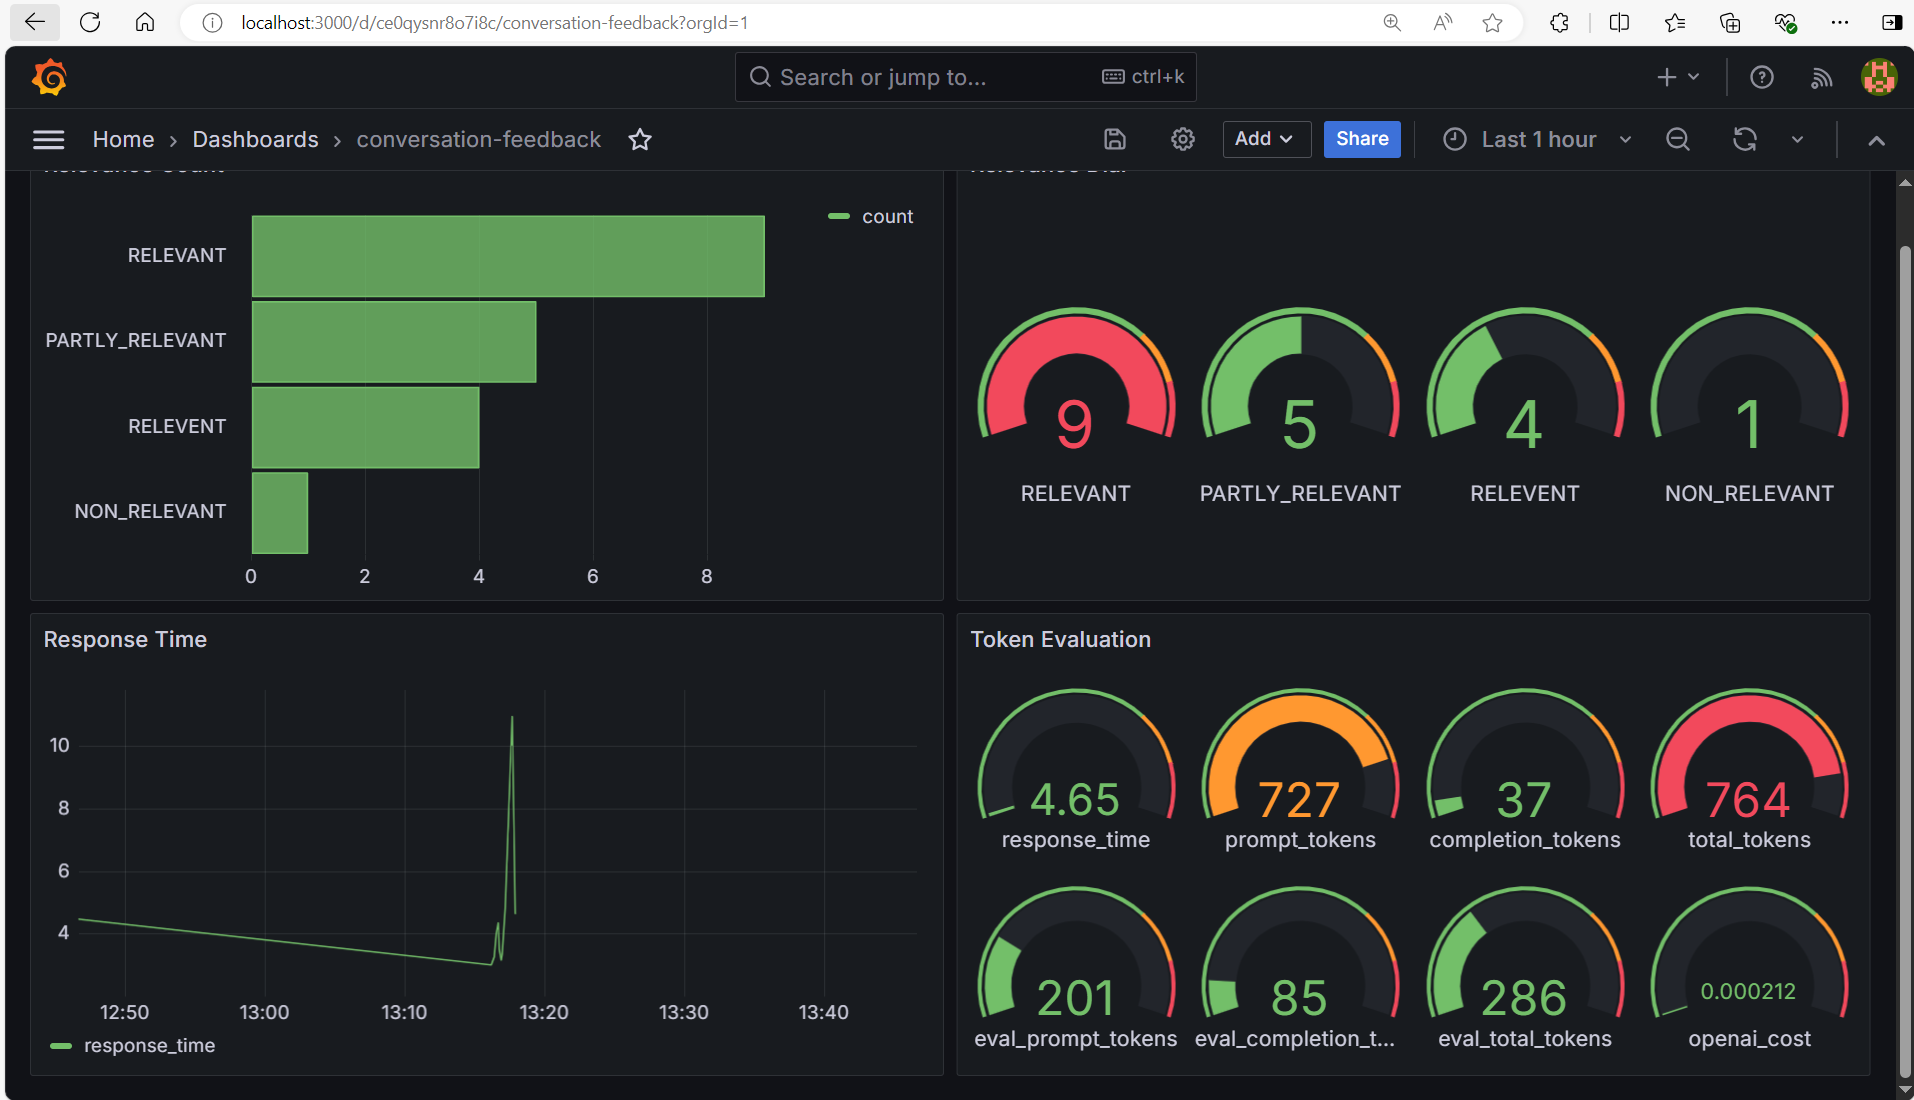 localhost:3000/d/ce0qysnr8o7i8c/conversation-feedback?orgId=1
Search or jump to... ctrl+k
Home › Dashboards › conversation-feedback Add Share Last 1 hour
count
RELEVANT
PARTLY_RELEVANT
RELEVENT
NON_RELEVANT
0 2 4 6 8
9 5 4 1
RELEVANT PARTLY_RELEVANT RELEVENT NON_RELEVANT
Response Time
10
8
6
4
12:50 13:00 13:10 13:20 13:30 13:40
response_time
Token Evaluation
4.65 727 37 764
response_time prompt_tokens completion_tokens total_tokens
201 85 286 0.000212
eval_prompt_tokens eval_completion_t... eval_total_tokens openai_cost